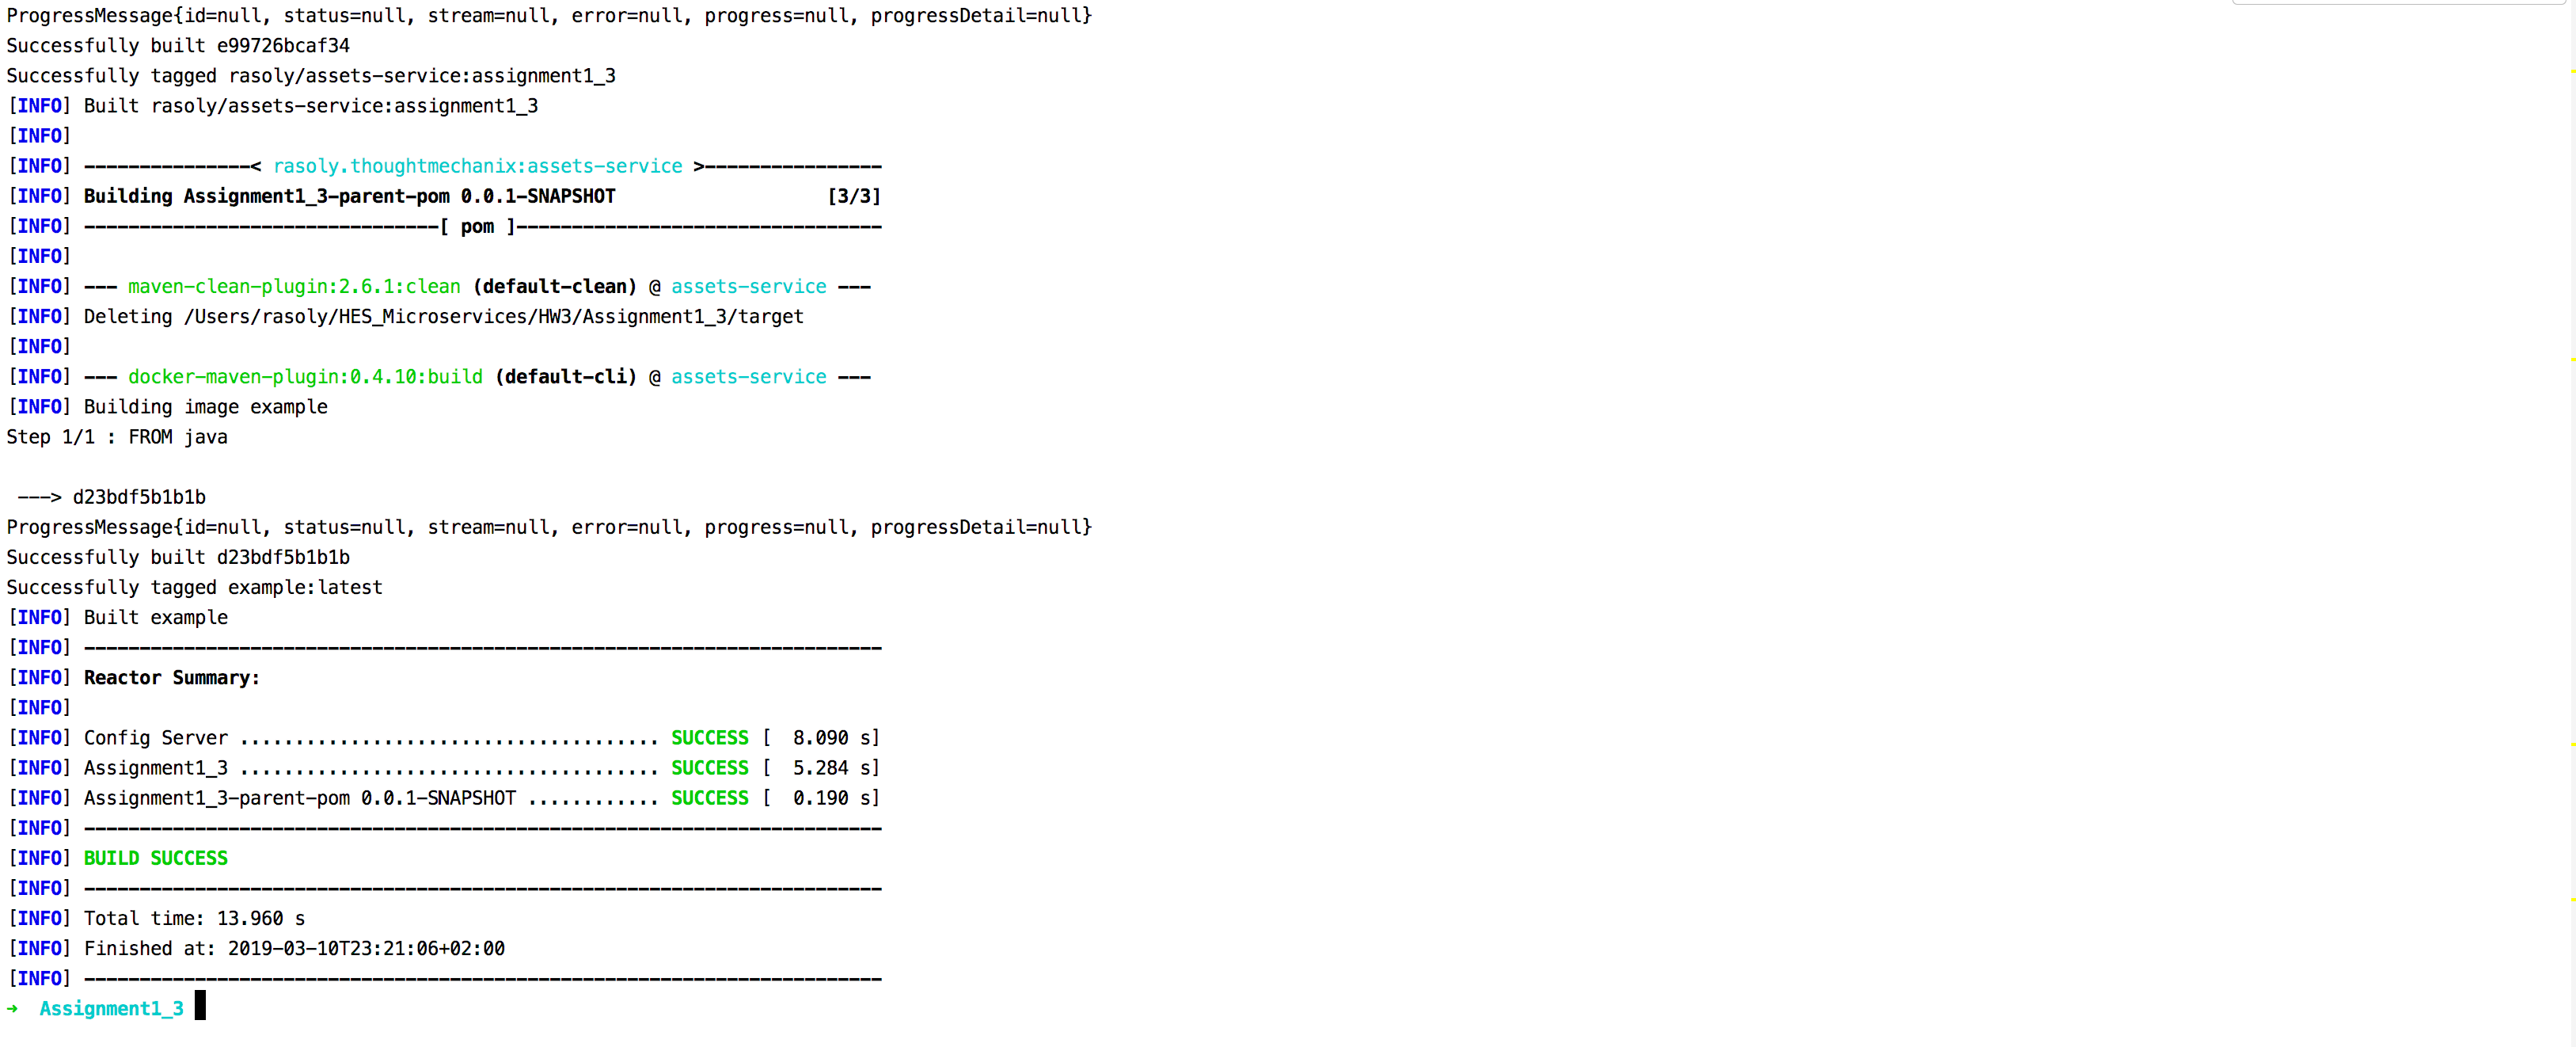 ProgressMessage{id=null, status=null, stream=null, error=null, progress=null, progressDetail=null}
Successfully built e99726bcaf34
Successfully tagged rasoly/assets-service:assignment1_3
[INFO] Built rasoly/assets-service:assignment1_3
[INFO]
[INFO] ---------------< rasoly.thoughtmechanix:assets-service >----------------
[INFO] Building Assignment1_3-parent-pom 0.0.1-SNAPSHOT                   [3/3]
[INFO] --------------------------------[ pom ]---------------------------------
[INFO]
[INFO] --- maven-clean-plugin:2.6.1:clean (default-clean) @ assets-service ---
[INFO] Deleting /Users/rasoly/HES_Microservices/HW3/Assignment1_3/target
[INFO]
[INFO] --- docker-maven-plugin:0.4.10:build (default-cli) @ assets-service ---
[INFO] Building image example
Step 1/1 : FROM java
 ---> d23bdf5b1b1b
ProgressMessage{id=null, status=null, stream=null, error=null, progress=null, progressDetail=null}
Successfully built d23bdf5b1b1b
Successfully tagged example:latest
[INFO] Built example
[INFO] ------------------------------------------------------------------------
[INFO] Reactor Summary:
[INFO]
[INFO] Config Server ...................................... SUCCESS [  8.090 s]
[INFO] Assignment1_3 ...................................... SUCCESS [  5.284 s]
[INFO] Assignment1_3-parent-pom 0.0.1-SNAPSHOT ............ SUCCESS [  0.190 s]
[INFO] ------------------------------------------------------------------------
[INFO] BUILD SUCCESS
[INFO] ------------------------------------------------------------------------
[INFO] Total time: 13.960 s
[INFO] Finished at: 2019-03-10T23:21:06+02:00
[INFO] ------------------------------------------------------------------------
➜  Assignment1_3